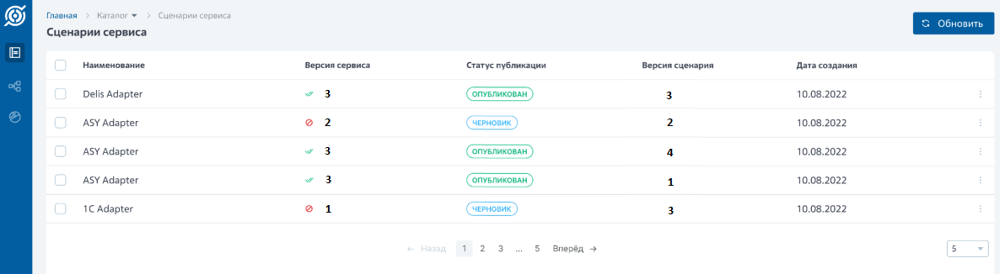 Главная > Каталог > Сценарии сервиса
Сценарии сервиса
Обновить
Наименование Версия сервиса Статус публикации Версия сценария Дата создания
Delis Adapter 3 ОПУБЛИКОВАН 3 10.08.2022
ASY Adapter 2 ЧЕРНОВИК 2 10.08.2022
ASY Adapter 3 ОПУБЛИКОВАН 4 10.08.2022
ASY Adapter 3 ОПУБЛИКОВАН 1 10.08.2022
1C Adapter 1 ЧЕРНОВИК 3 10.08.2022
← Назад 1 2 3 ... 5 Вперёд → 5